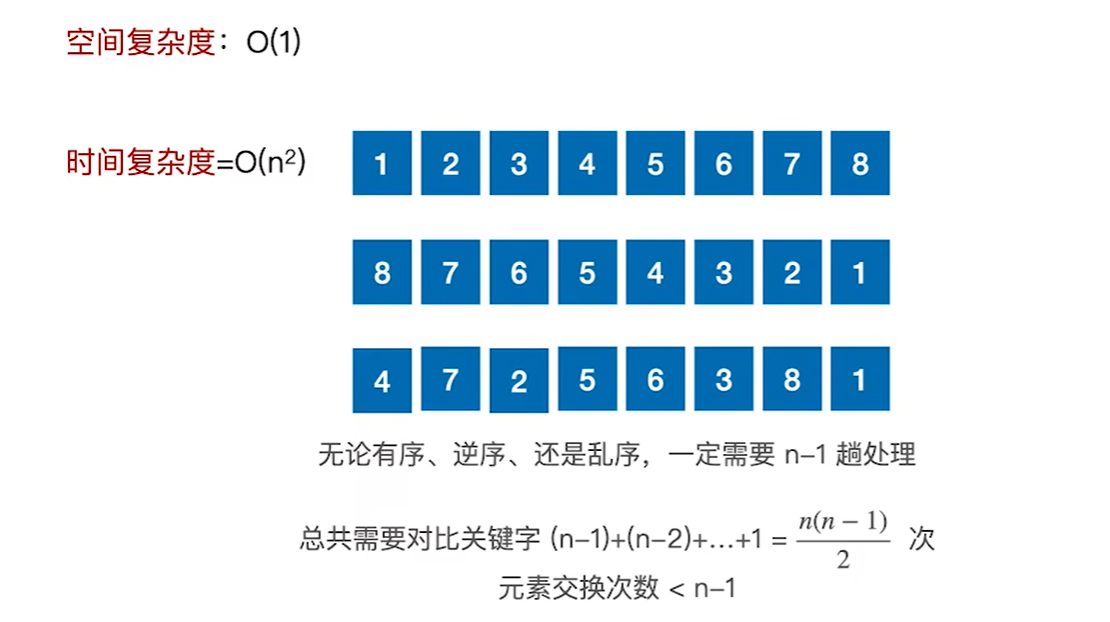 空间复杂度：O(1)
时间复杂度=O(n²)
1 2 3 4 5 6 7 8
8 7 6 5 4 3 2 1
4 7 2 5 6 3 8 1
无论有序、逆序、还是乱序，一定需要 n-1 趟处理
总共需要对比关键字 (n-1)+(n-2)+...+1 = n(n − 1)/2 次
元素交换次数 < n-1